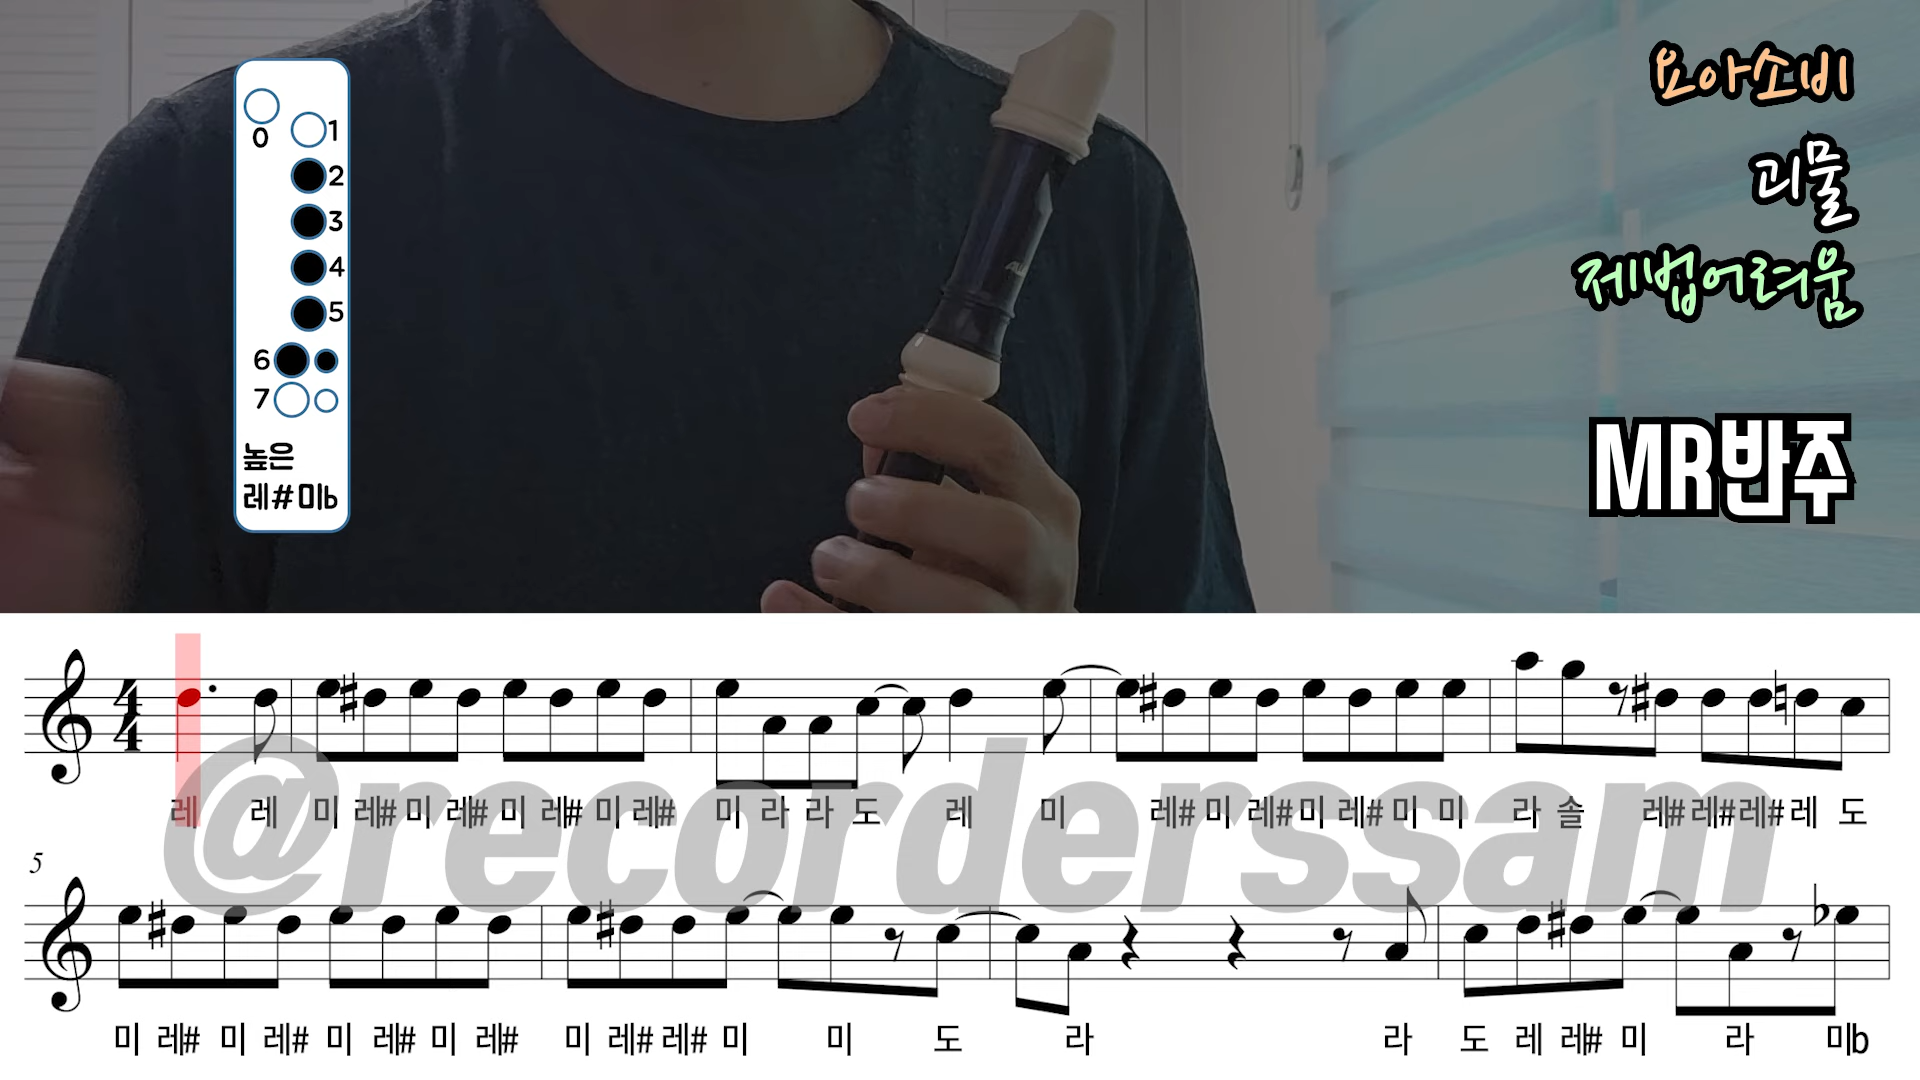 0
1
2
3
4
5
6
7
높은
레#미b
요아소비
괴물
제법어려움
MR반주
레 레 미 레# 미 레# 미 레# 미 레# 미 라 라 도 레 미 레# 미 레# 미 레# 미 미 라 솔 레# 레# 레# 레 도
@recorderssam
5
미 레# 미 레# 미 레# 미 레# 미 레# 레# 미 미 도 라 라 도 레 레# 미 라 미b